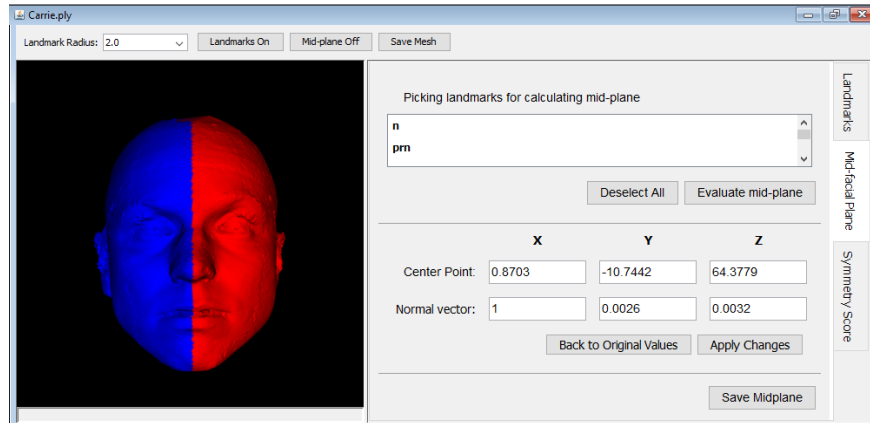 Carrie.ply
Landmark Radius: 2.0 Landmarks On Mid-plane Off Save Mesh
Picking landmarks for calculating mid-plane
n
prn
Deselect All Evaluate mid-plane
X Y Z
Center Point: 0.8703 -10.7442 64.3779
Normal vector: 1 0.0026 0.0032
Back to Original Values Apply Changes
Save Midplane
Landmarks
Mid-facial Plane
Symmetry Score